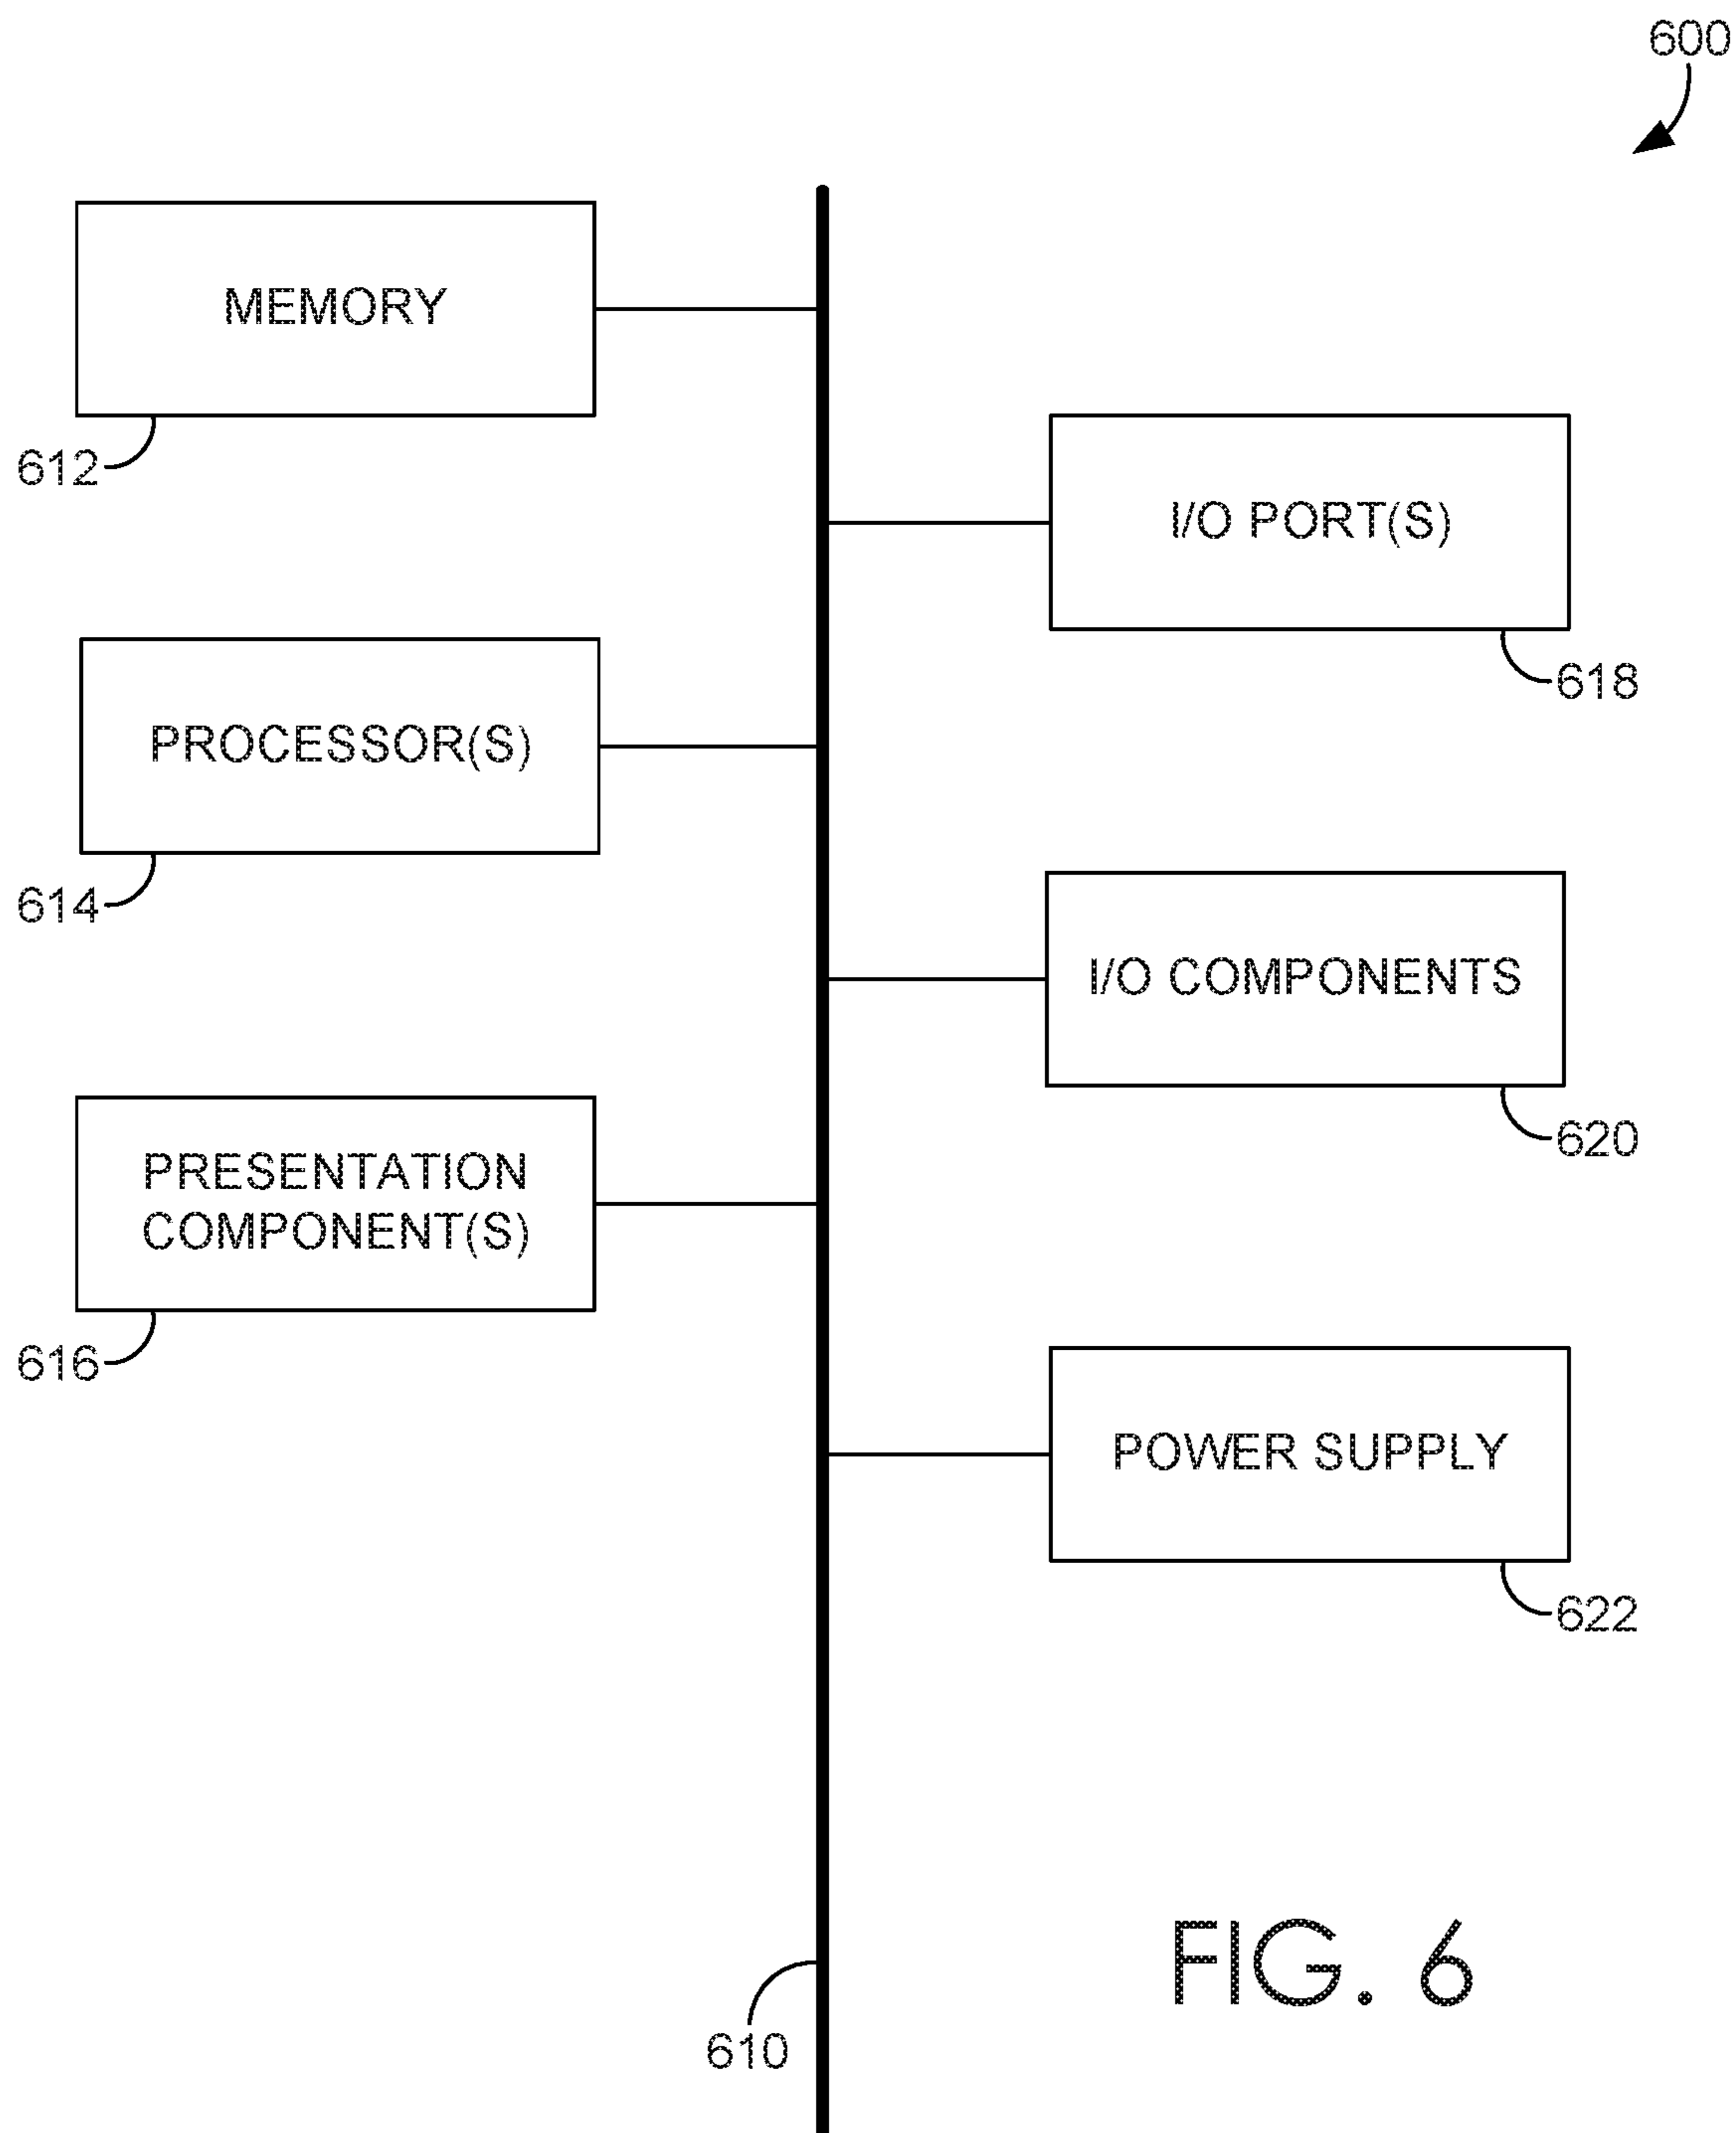 600
MEMORY
612
I/O PORT(S)
618
PROCESSOR(S)
614
I/O COMPONENTS
620
PRESENTATION
COMPONENT(S)
616
POWER SUPPLY
622
610
FIG. 6